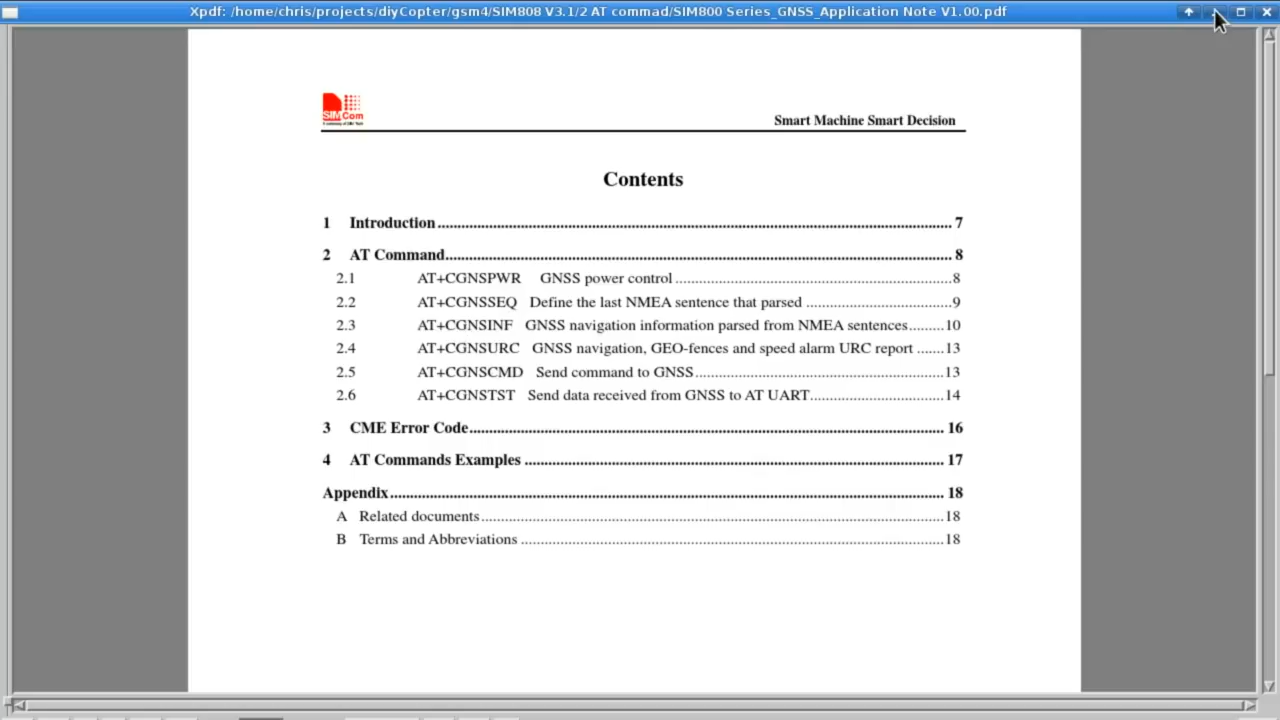 Xpdf: /home/chris/projects/diyCopter/gsm4/SIM808 V3.1/2 AT commad/SIM800 Series_GNSS_Application Note V1.00.pdf
SIMCom
Smart Machine Smart Decision
Contents
1 Introduction........................................................................................................ 7
2 AT Command...................................................................................................... 8
2.1 AT+CGNSPWR GNSS power control ..........................................................8
2.2 AT+CGNSSEQ Define the last NMEA sentence that parsed ..............................9
2.3 AT+CGNSINF GNSS navigation information parsed from NMEA sentences.........10
2.4 AT+CGNSURC GNSS navigation, GEO-fences and speed alarm URC report .......13
2.5 AT+CGNSCMD Send command to GNSS.....................................................13
2.6 AT+CGNSTST Send data received from GNSS to AT UART............................14
3 CME Error Code................................................................................................ 16
4 AT Commands Examples .................................................................................. 17
Appendix............................................................................................................... 18
A Related documents..............................................................................................18
B Terms and Abbreviations ....................................................................................18